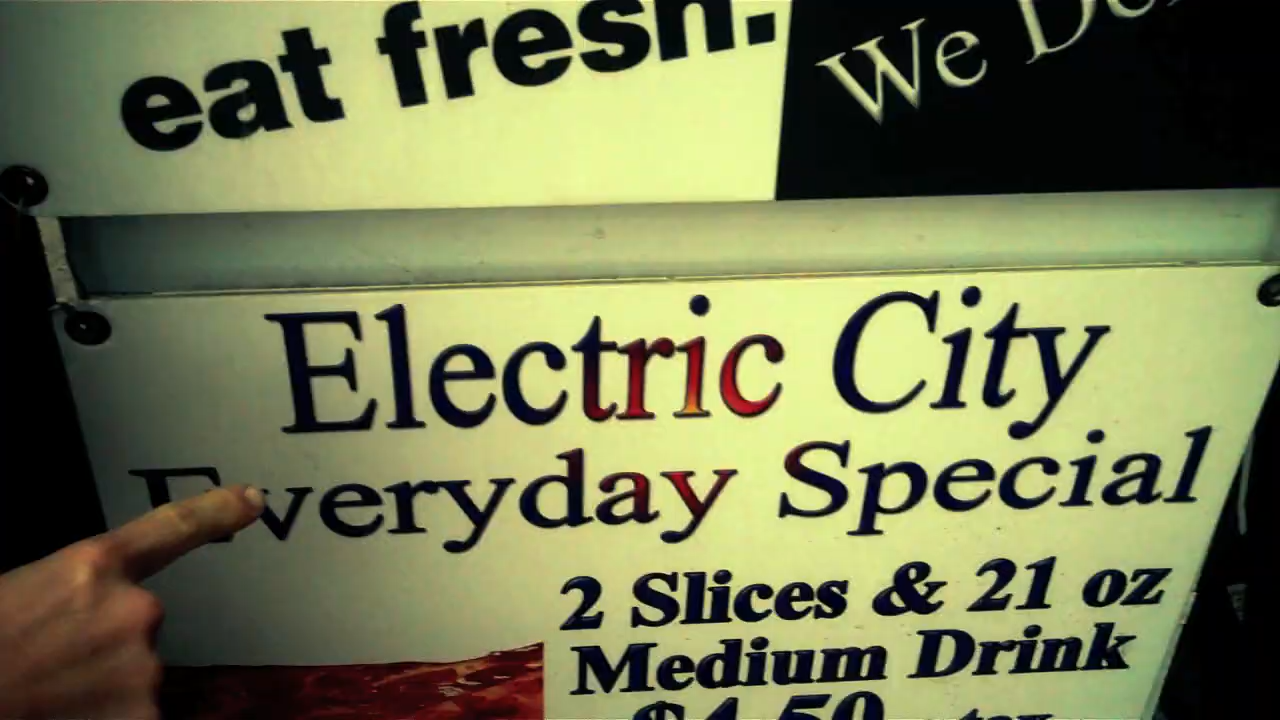 eat fresh.
We
Electric City
Everyday Special
2 Slices & 21 oz
Medium Drink
$4.50